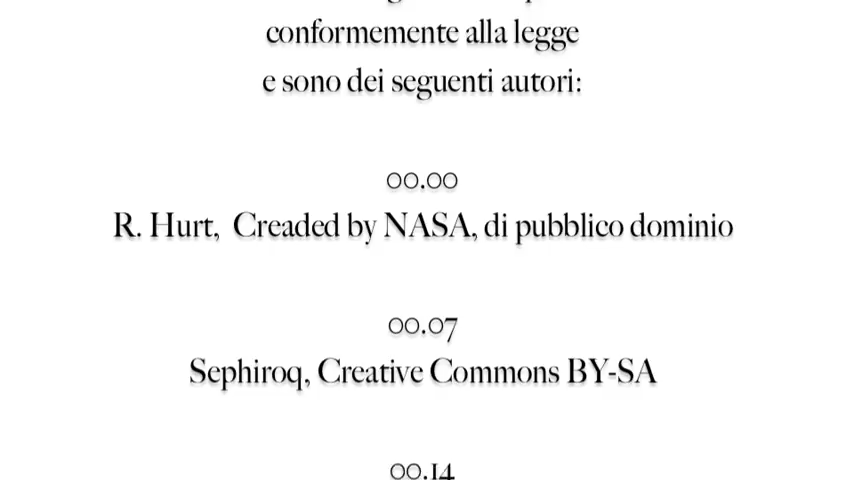 conformemente alla legge
e sono dei seguenti autori:
00.00
R. Hurt, Creaded by NASA, di pubblico dominio
00.07
Sephiroq, Creative Commons BY-SA
00.14